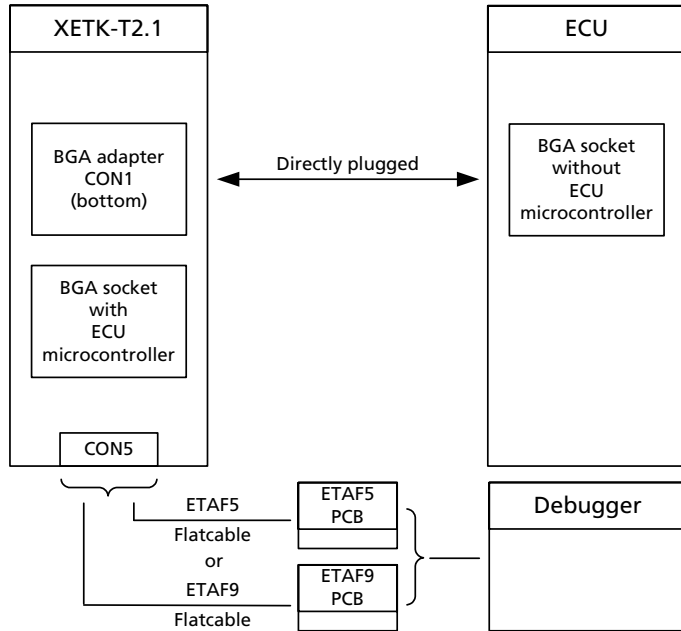 XETK-T2.1
ECU
BGA adapter
CON1
(bottom)
Directly plugged
BGA socket
without
ECU
microcontroller
BGA socket
with
ECU
microcontroller
CON5
ETAF5
Flatcable
or
ETAF9
Flatcable
ETAF5
PCB
ETAF9
PCB
Debugger